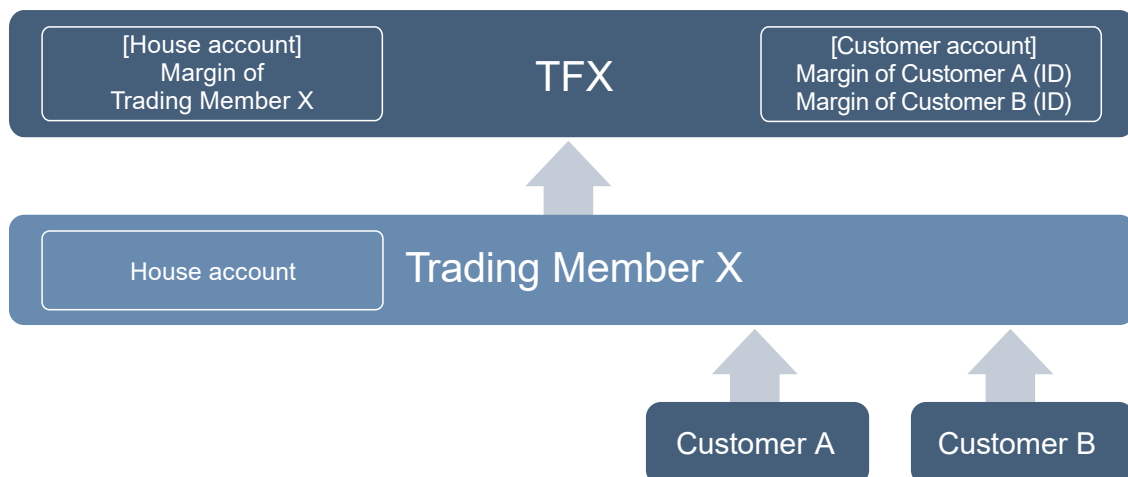 [House account]
Margin of
Trading Member X
TFX
[Customer account]
Margin of Customer A (ID)
Margin of Customer B (ID)
House account
Trading Member X
Customer A
Customer B